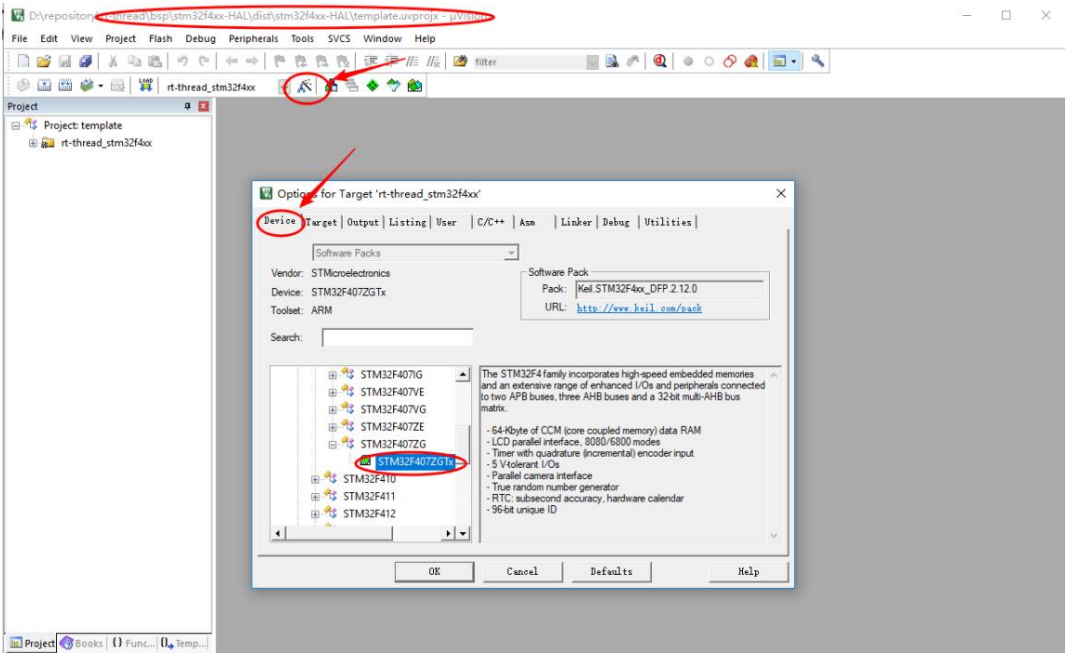 D:\repository\rt-thread\bsp\stm32f4xx-HAL\dist\stm32f4xx-HAL\template.uvprojx - µVision
File Edit View Project Flash Debug Peripherals Tools SVCS Window Help
filter
LOAD rt-thread_stm32f4xx
Project
Project: template
rt-thread_stm32f4xx
Options for Target 'rt-thread_stm32f4xx'
Device Target Output Listing User C/C++ Asm Linker Debug Utilities
Software Packs
Vendor: STMicroelectronics
Device: STM32F407ZGTx
Toolset: ARM
Search:
Software Pack
Pack: Keil.STM32F4xx_DFP.2.12.0
URL: http://www.keil.com/pack
STM32F407IG
STM32F407VE
STM32F407VG
STM32F407ZE
STM32F407ZG
STM32F407ZGTx
STM32F410
STM32F411
STM32F412
The STM32F4 family incorporates high-speed embedded memories
and an extensive range of enhanced I/Os and peripherals connected
to two APB buses, three AHB buses and a 32-bit multi-AHB bus
matrix.
- 64-Kbyte of CCM (core coupled memory) data RAM
- LCD parallel interface, 8080/6800 modes
- Timer with quadrature (incremental) encoder input
- 5 V-tolerant I/Os
- Parallel camera interface
- True random number generator
- RTC: subsecond accuracy, hardware calendar
- 96-bit unique ID
OK Cancel Defaults Help
Project Books {} Func... Temp...